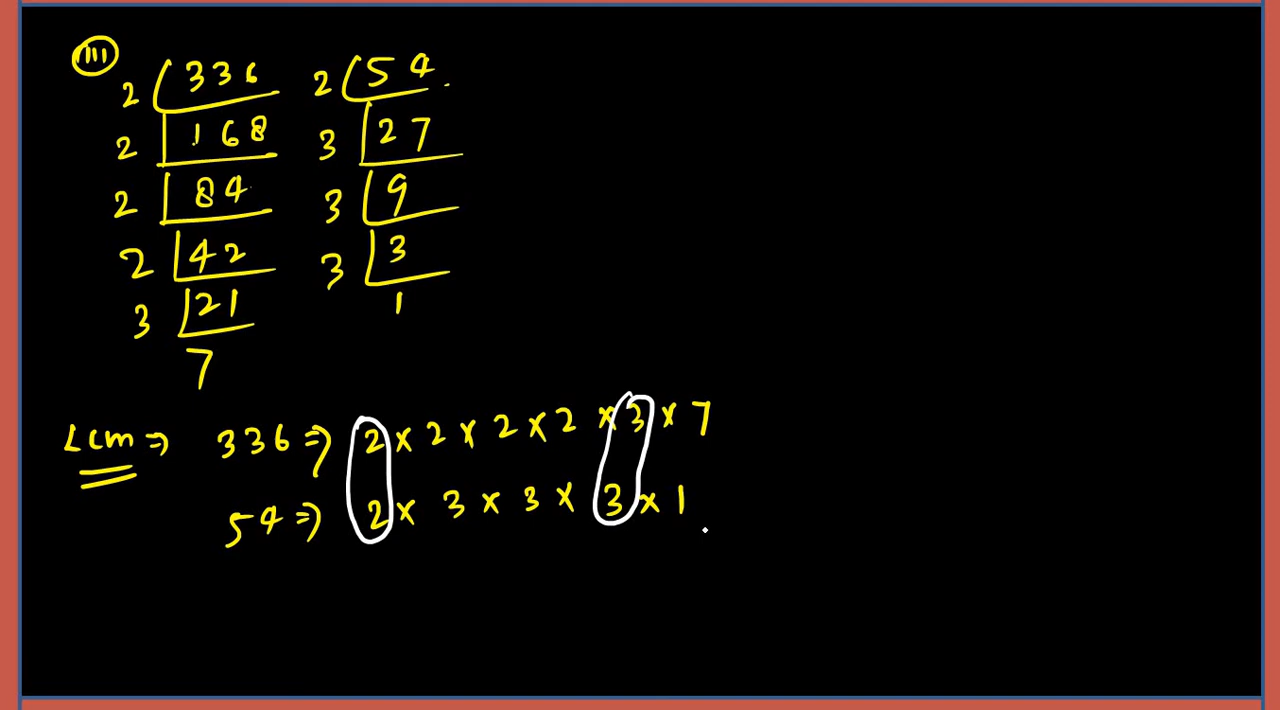 (III)
2 336 2 54
2 168 3 27
2 84 3 9
2 42 3 3
3 21 1
7
LCM ⇒ 336 ⇒ 2 × 2 × 2 × 2 × 3 × 7
54 ⇒ 2 × 3 × 3 × 3 × 1